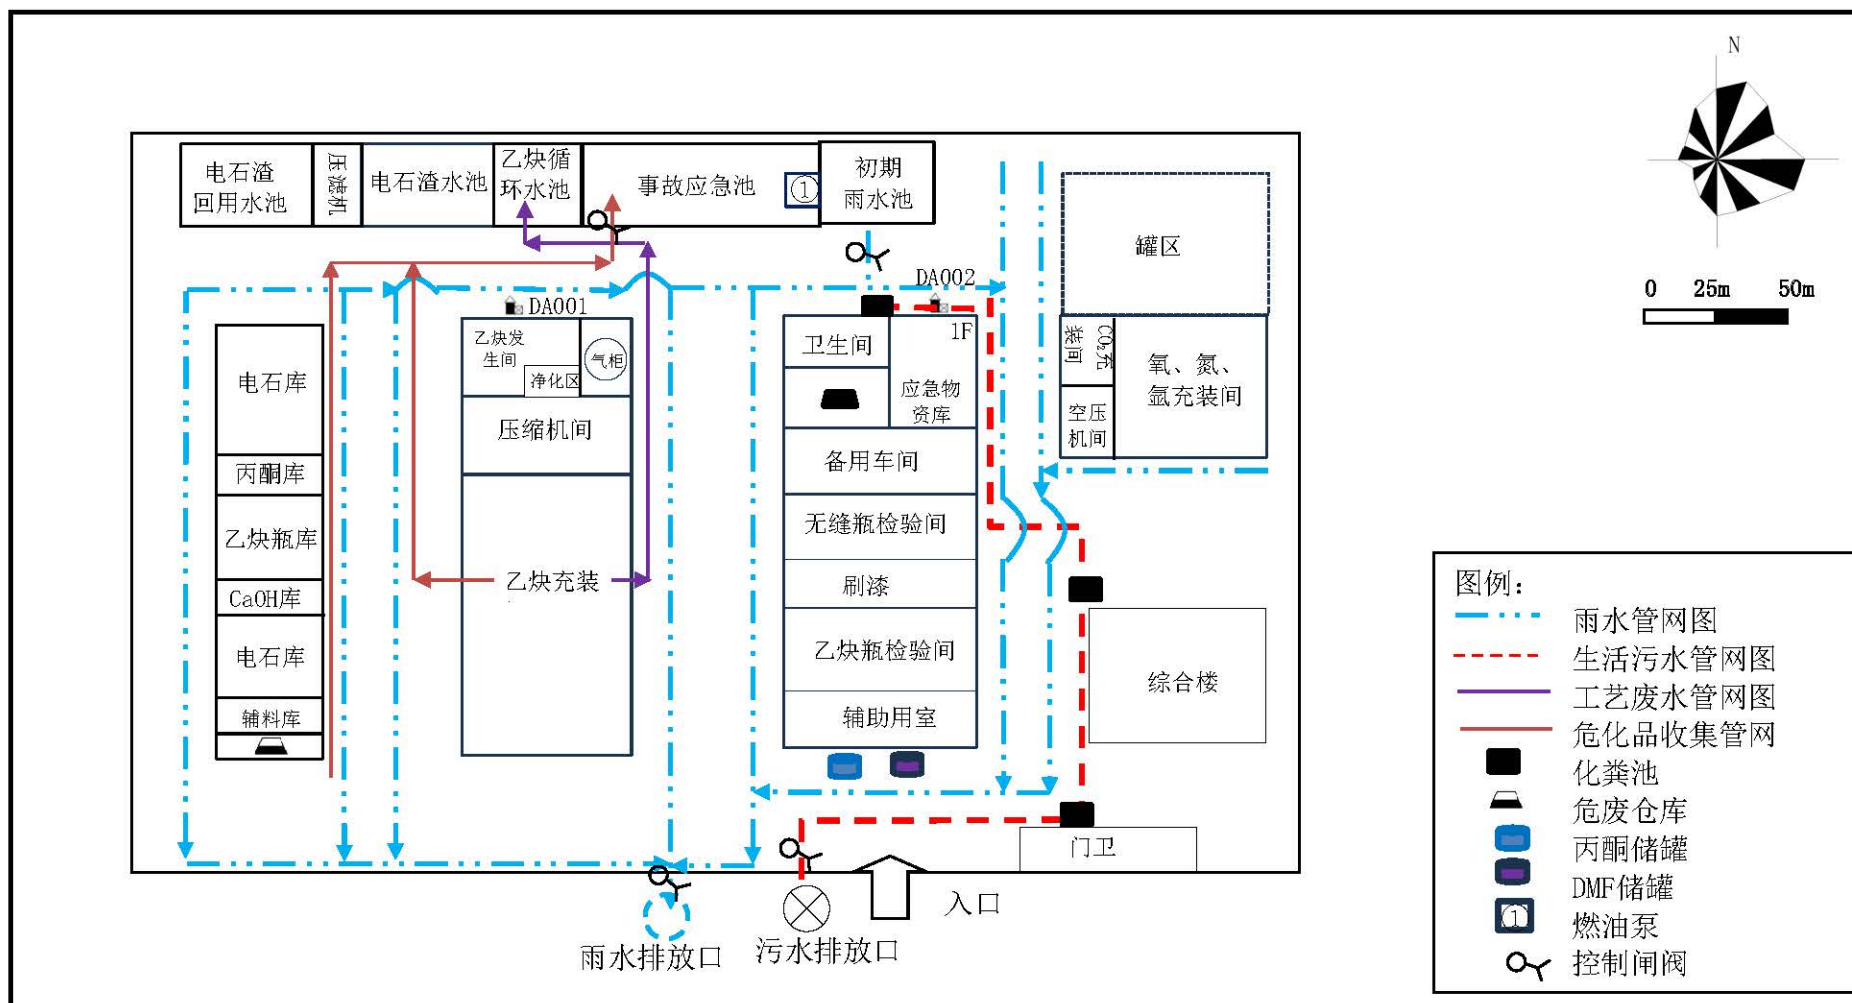 N
0 25m 50m
电石渣
回用水池
压滤机
电石渣水池
乙炔循
环水池
事故应急池
①
初期
雨水池
罐区
DA001
DA002
1F
乙炔发
生间
净化区
气柜
压缩机间
乙炔充装
电石库
丙酮库
乙炔瓶库
CaOH库
电石库
辅料库
卫生间
应急物
资库
备用车间
无缝瓶检验间
刷漆
乙炔瓶检验间
辅助用室
CO₂充
装间
空压
机间
氧、氮、
氩充装间
综合楼
门卫
入口
雨水排放口
污水排放口
图例:
雨水管网图
生活污水管网图
工艺废水管网图
危化品收集管网
化粪池
危废仓库
丙酮储罐
DMF储罐
① 燃油泵
控制闸阀